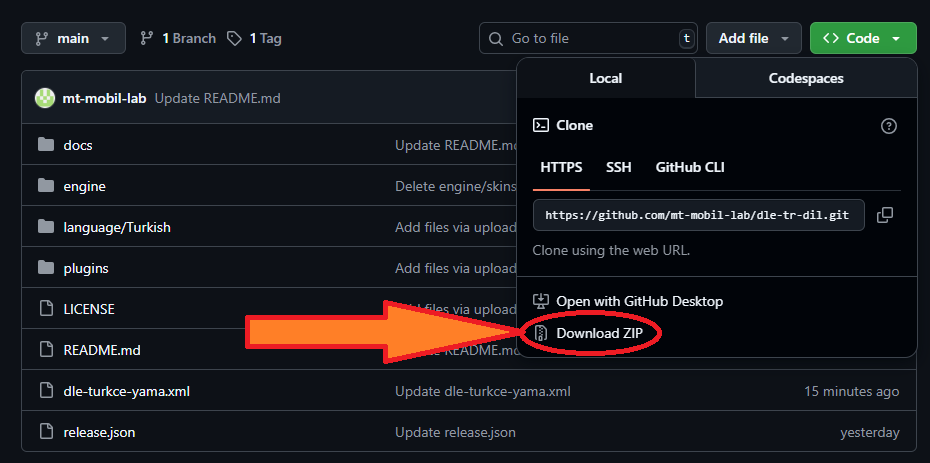 main
1 Branch
1 Tag
Go to file
t
Add file
<> Code
Local
Codespaces
mt-mobil-lab Update README.md
Clone
docs
Update README.m
HTTPS
SSH
GitHub CLI
engine
Delete engine/skins
https://github.com/mt-mobil-lab/dle-tr-dil.git
language/Turkish
Add files via upload
Clone using the web URL.
plugins
Add files via upload
Open with GitHub Desktop
LICENSE
files via upload
Download ZIP
README.md
README.m
dle-turkce-yama.xml
Update dle-turkce-yama.xml
15 minutes ago
release.json
Update release.json
yesterday